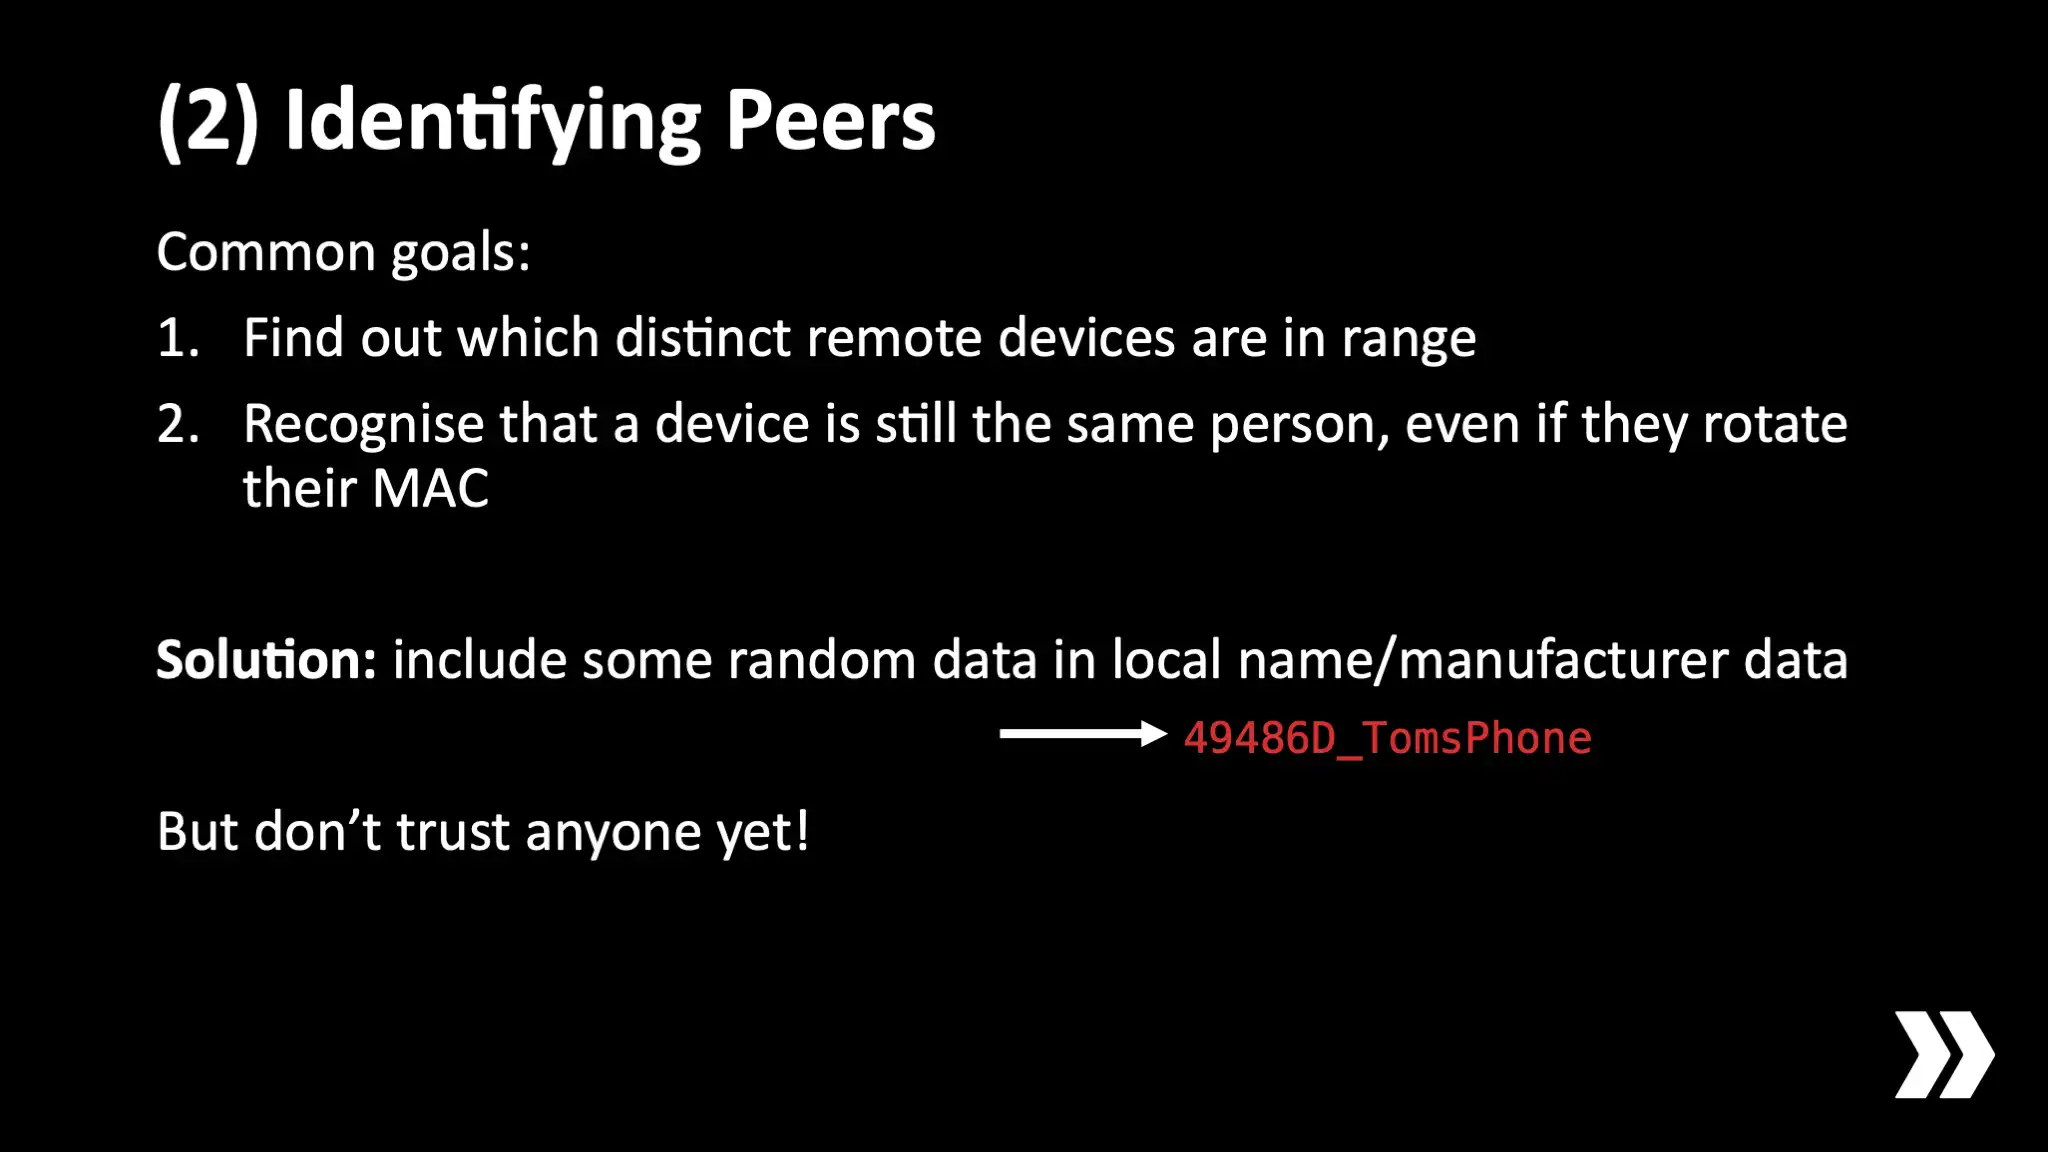 (2) Identifying Peers
Common goals:
1. Find out which distinct remote devices are in range
2. Recognise that a device is still the same person, even if they rotate
their MAC
Solution: include some random data in local name/manufacturer data
49486D_TomsPhone
But don’t trust anyone yet!